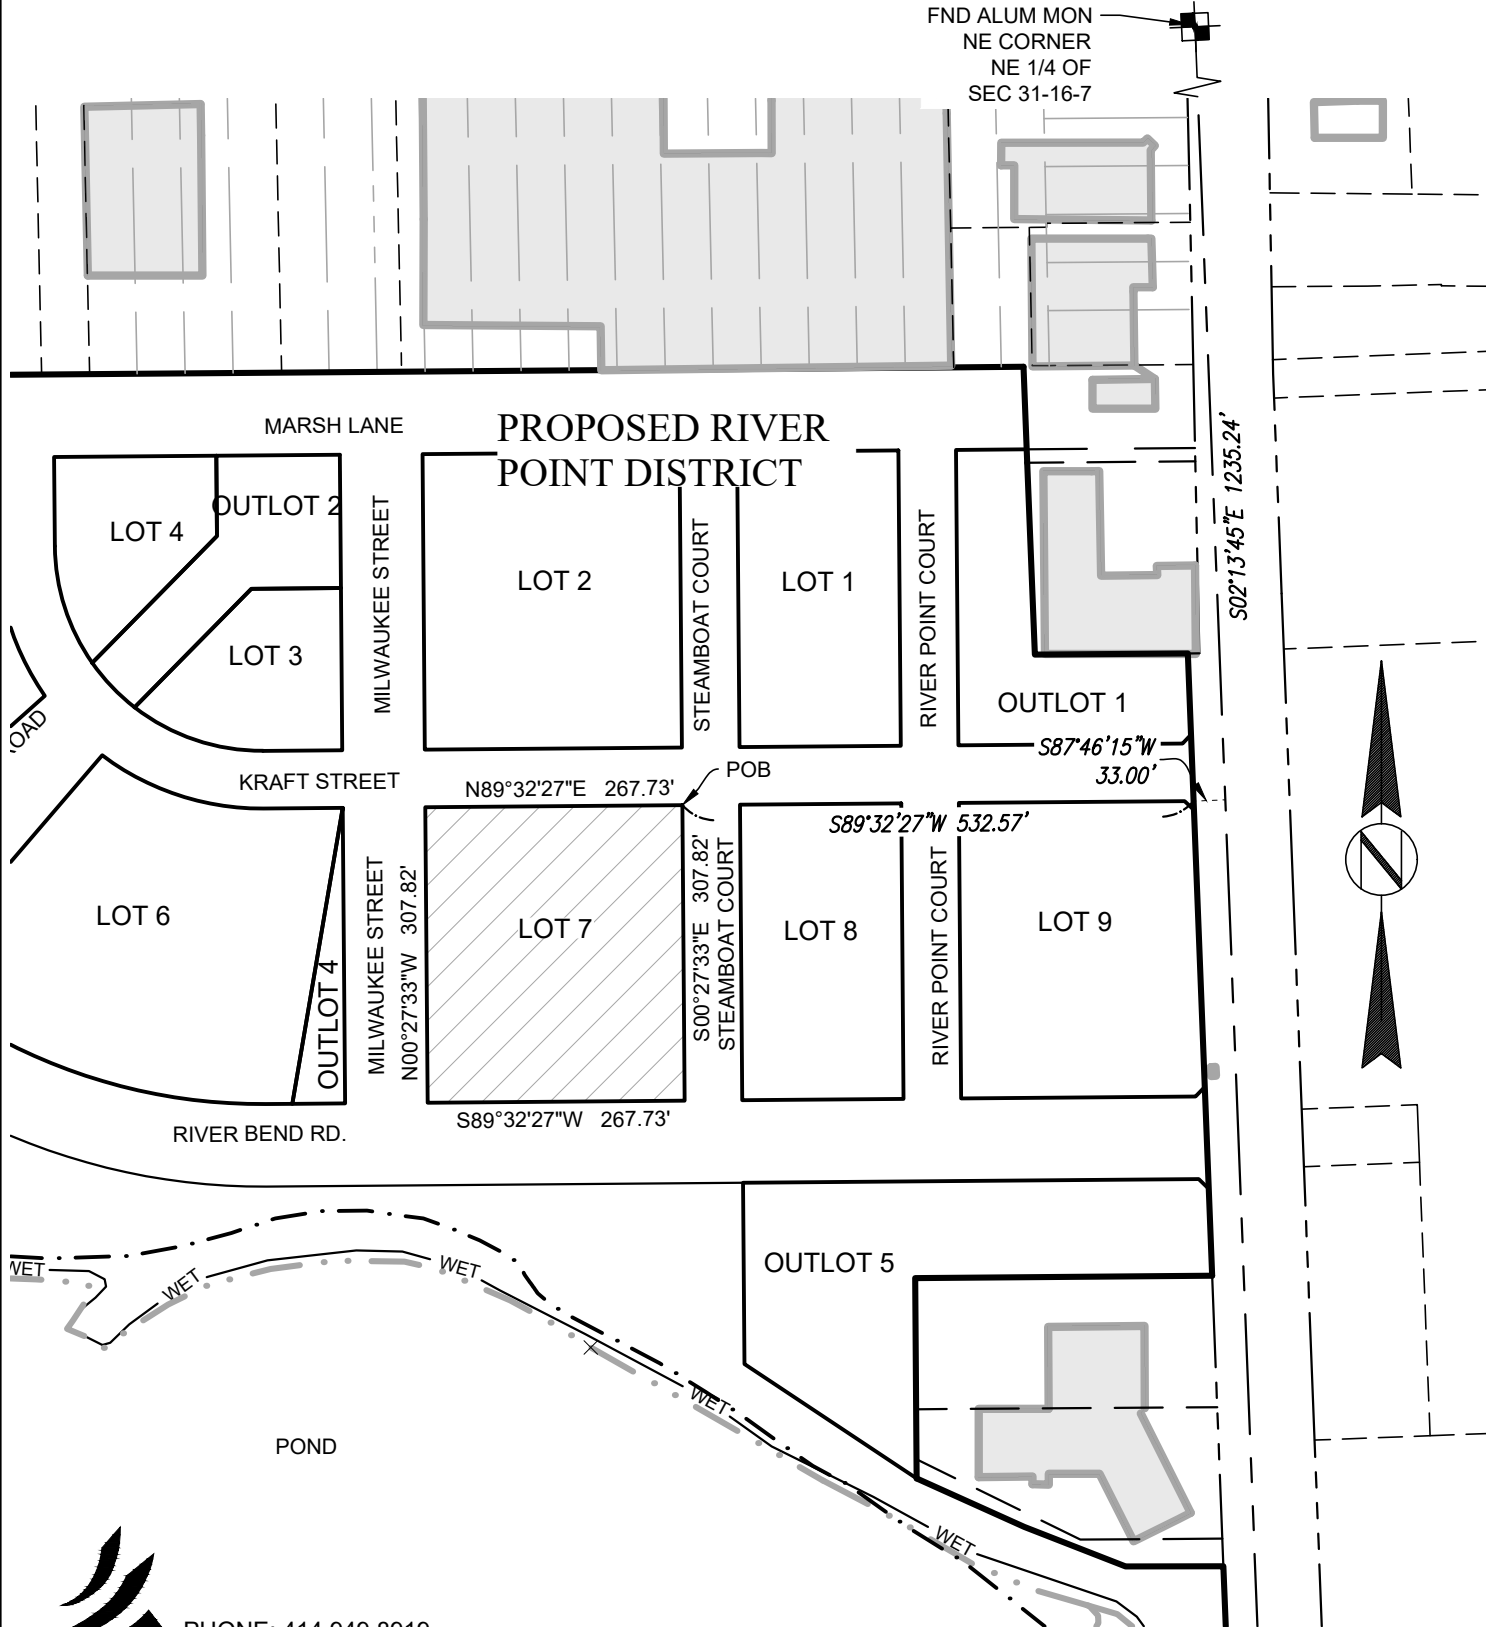 FND ALUM MON
NE CORNER
NE 1/4 OF
SEC 31-16-7
MARSH LANE
PROPOSED RIVER
POINT DISTRICT
S02°13'45"E 1235.24'
LOT 4
OUTLOT 2
LOT 3
MILWAUKEE STREET
LOT 2
STEAMBOAT COURT
LOT 1
RIVER POINT COURT
OUTLOT 1
S87°46'15"W
33.00'
OAD
KRAFT STREET
N89°32'27"E 267.73'
POB
S89°32'27"W 532.57'
LOT 6
OUTLOT 4
MILWAUKEE STREET
N00°27'33"W 307.82'
LOT 7
S00°27'33"E 307.82'
STEAMBOAT COURT
LOT 8
RIVER POINT COURT
LOT 9
N
S89°32'27"W 267.73'
RIVER BEND RD.
OUTLOT 5
WET
WET
WET
WET
WET
POND